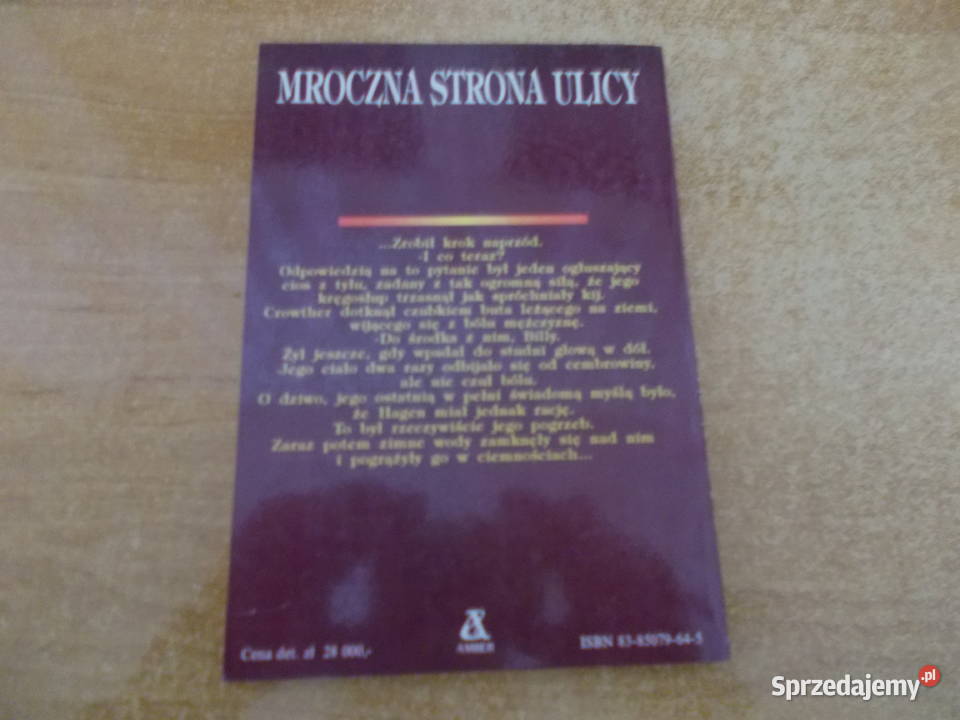 MROCZNA STRONA ULICY
...Zrobił krok naprzód.
-I co teraz?
Odpowiedzią na to pytanie był jeden ogłuszający
cios z tyłu, zadany z tak ogromną siłą, że jego
kręgosłup trzasnął jak spróchniały kij.
Crowther dotknął czubkiem buta leżącego na ziemi,
wijącego się z bólu mężczyznę.
-Do środka z nim, Billy.
Żył jeszcze, gdy wpadał do studni głową w dół.
Jego ciało dwa razy odbijało się od cembrowiny,
ale nie czuł bólu.
O dziwo, jego ostatnią w pełni świadomą myślą było,
że Hagen miał jednak rację.
To był rzeczywiście jego pogrzeb.
Zaraz potem zimne wody zamknęły się nad nim
i pogrążyły go w ciemnościach...
Cena det. zł 28 000,-
AMBER
ISBN 83-85079-64-5
Sprzedajemy.pl